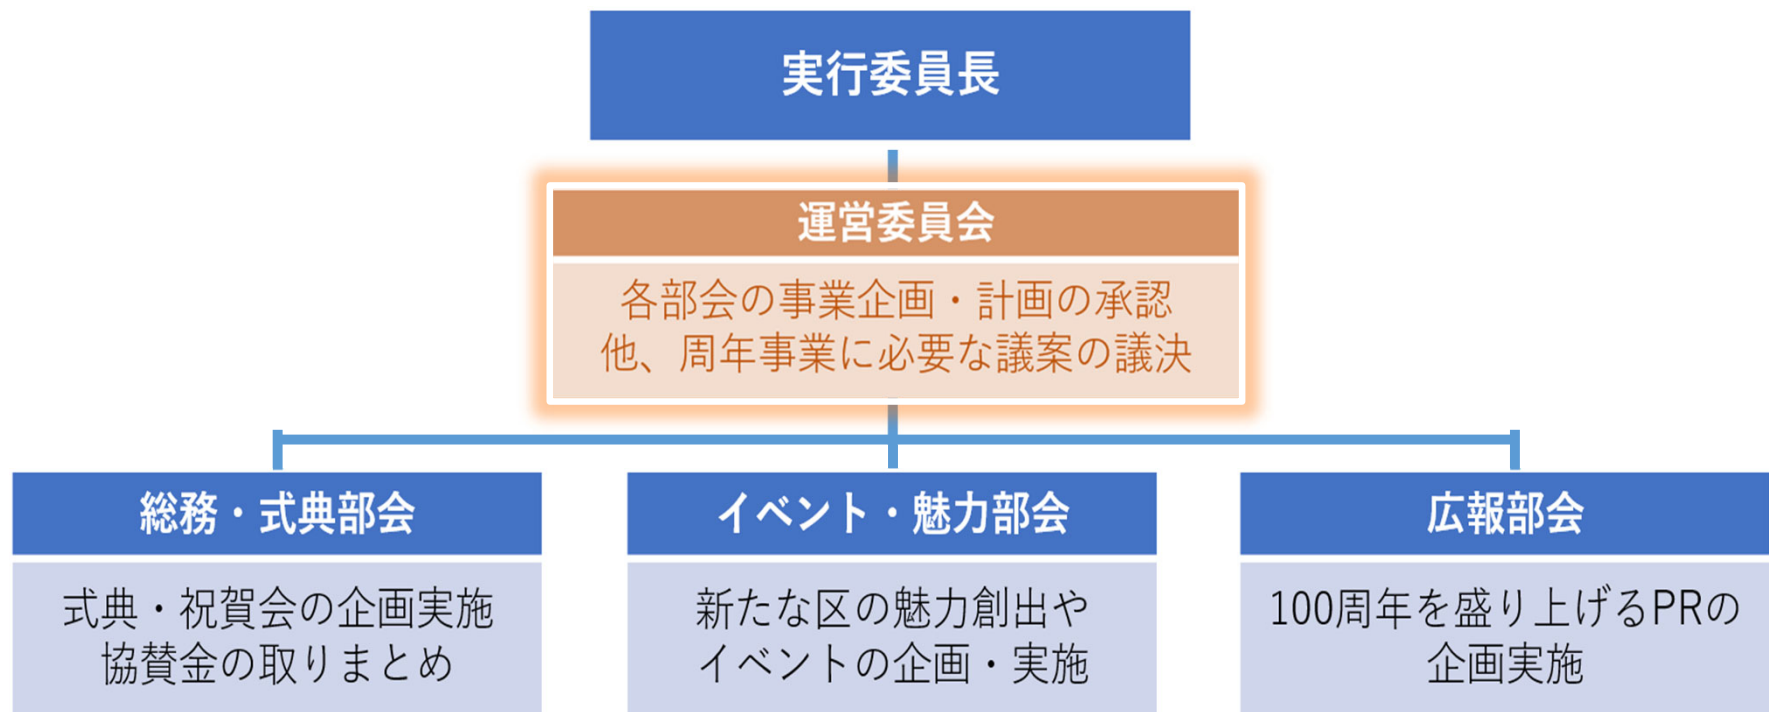 実行委員長
運営委員会
各部会の事業企画・計画の承認
他、周年事業に必要な議案の議決
総務・式典部会
式典・祝賀会の企画実施
協賛金の取りまとめ
イベント・魅力部会
新たな区の魅力創出や
イベントの企画・実施
広報部会
100周年を盛り上げるPRの
企画実施